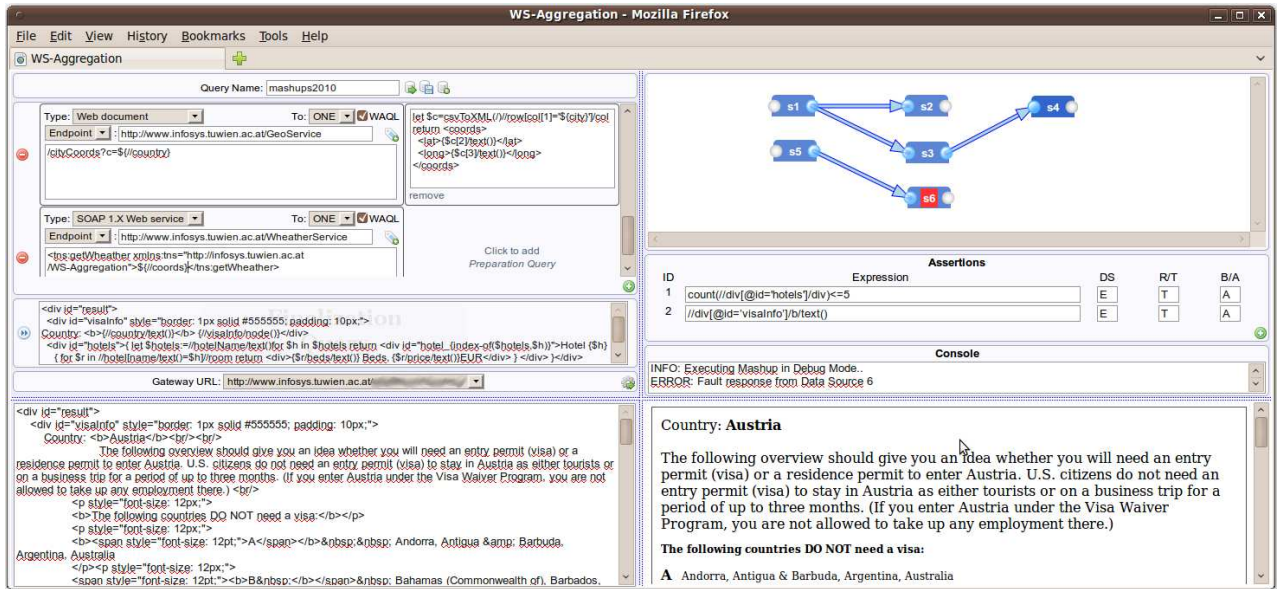 WS-Aggregation - Mozilla Firefox
File Edit View History Bookmarks Tools Help
WS-Aggregation
Query Name: mashups2010
Type: Web document To: ONE WAQL
Endpoint : http://www.infosys.tuwien.ac.at/GeoService
/cityCoords?c=${//country}
let $c=csvToXML(/)//row[col[1]='${city}']/col
return <coords>
<lat>{$c[2]/text()}</lat>
<long>{$c[3]/text()}</long>
</coords>
remove
Type: SOAP 1.X Web service To: ONE WAQL
Endpoint : http://www.infosys.tuwien.ac.at/WheatherService
<tns:getWheather xmlns:tns="http://infosys.tuwien.ac.at
/WS-Aggregation">${//coords}</tns:getWheather>
Click to add
Preparation Query
<div id="result">
<div id="visaInfo" style="border: 1px solid #555555; padding: 10px;">
Country: <b>{//country/text()}<b> {//visaInfo/node()}</div>
<div id="hotels"> { let $hotels:=//hotelName/text()for $h in $hotels return <div id="hotel_{index-of($hotels,$h)}">Hotel {$h}
{ for $r in //hotel[name/text()=$h]//room return <div>{$r/beds/text()} Beds, {$r/price/text()}EUR</div> } </div> }</div>
Gateway URL: http://www.infosys.tuwien.ac.at/
<div id="result">
<div id="visaInfo" style="border: 1px solid #555555; padding: 10px;">
Country: <b>Austria</b><br/><br/>
The following overview should give you an idea whether you will need an entry permit (visa) or a
residence permit to enter Austria. U.S. citizens do not need an entry permit (visa) to stay in Austria as either tourists or
on a business trip for a period of up to three months. (If you enter Austria under the Visa Waiver Program, you are not
allowed to take up any employment there.) <br/>
<p style="font-size: 12px;">
<b>The following countries DO NOT need a visa:</b></p>
<p style="font-size: 12px;">
<b><span style="font-size: 12pt;">A</span></b>&nbsp;&nbsp; Andorra, Antigua &amp; Barbuda,
Argentina, Australia
</p><p style="font-size: 12px;">
<span style="font-size: 12pt;"><b>B&nbsp;</b></span>&nbsp; Bahamas (Commonwealth of), Barbados,
s1
s2
s4
s5
s3
s6
Assertions
ID Expression DS R/T B/A
1 count(//div[@id='hotels']/div)<=5 E T A
2 //div[@id='visaInfo']/b/text() E T A
Console
INFO: Executing Mashup in Debug Mode..
ERROR: Fault response from Data Source 6
Country: Austria
The following overview should give you an idea whether you will need an entry
permit (visa) or a residence permit to enter Austria. U.S. citizens do not need an
entry permit (visa) to stay in Austria as either tourists or on a business trip for a
period of up to three months. (If you enter Austria under the Visa Waiver
Program, you are not allowed to take up any employment there.)
The following countries DO NOT need a visa:
A Andorra, Antigua & Barbuda, Argentina, Australia